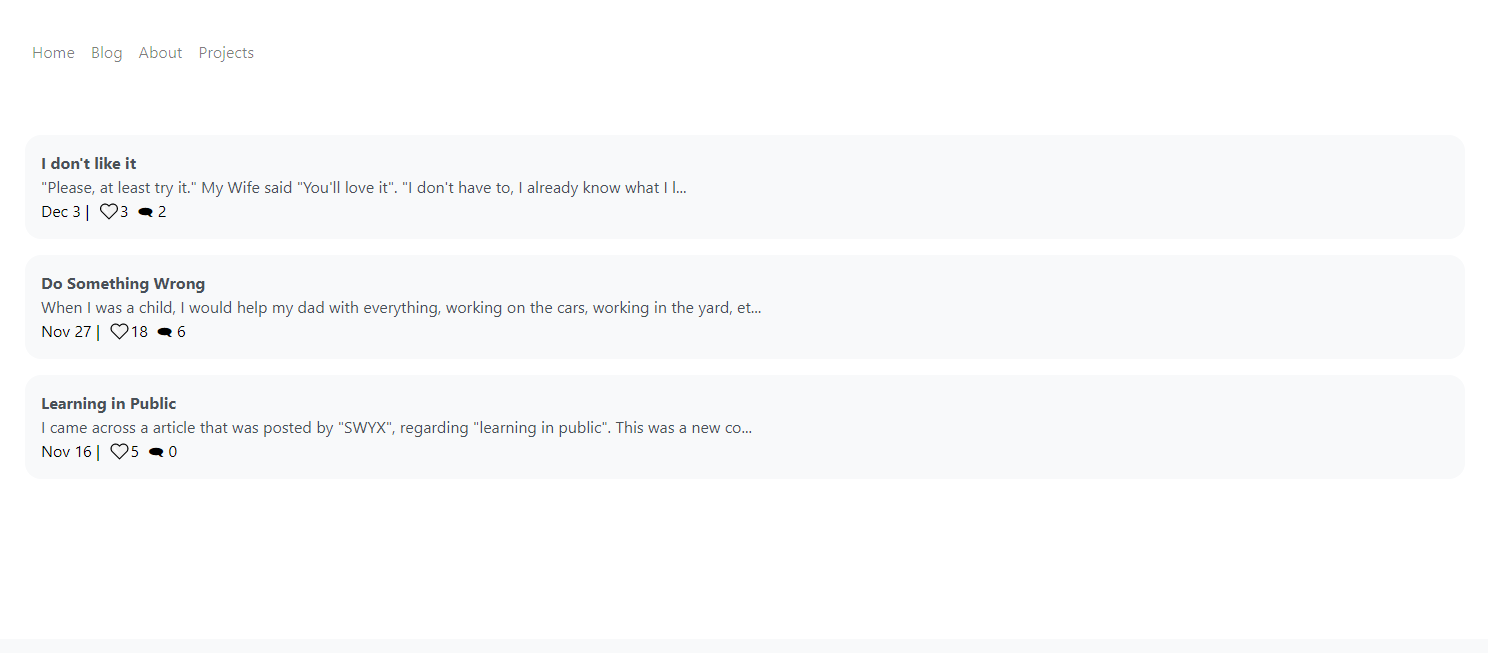 Home Blog About Projects
I don't like it
"Please, at least try it." My Wife said "You'll love it". "I don't have to, I already know what I l...
Dec 3 | 3 2
Do Something Wrong
When I was a child, I would help my dad with everything, working on the cars, working in the yard, et...
Nov 27 | 18 6
Learning in Public
I came across a article that was posted by "SWYX", regarding "learning in public". This was a new co...
Nov 16 | 5 0